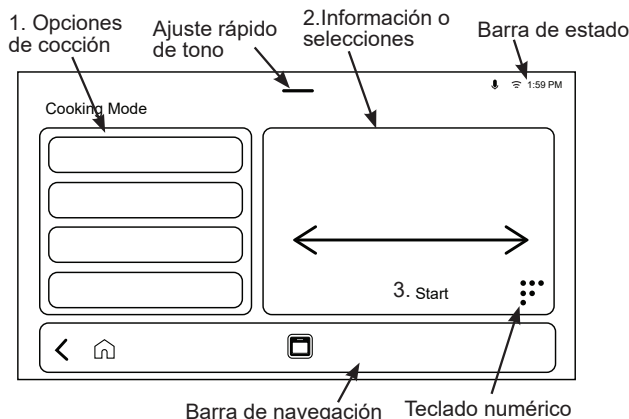 1. Opciones
de cocción
Ajuste rápido
de tono
2.Información o
selecciones
Barra de estado
1:59 PM
Cooking Mode
3. Start
Barra de navegación
Teclado numérico